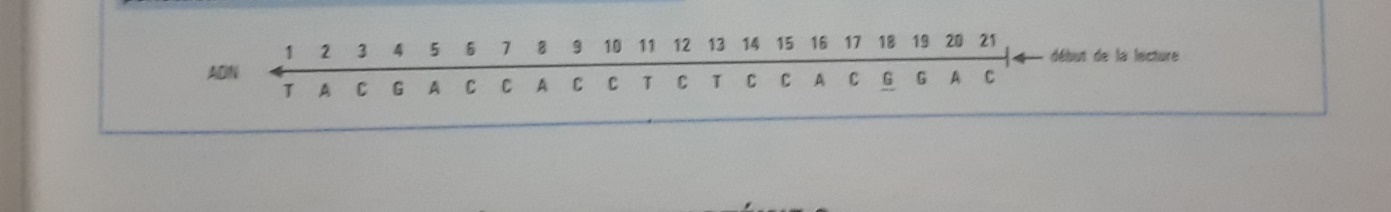 1 2 3 4 5 6 7 8 9 10 11 12 13 14 15 16 17 18 19 20 21
ADN début de la lecture
T A C G A C C A C C T C T C C A C G G A C